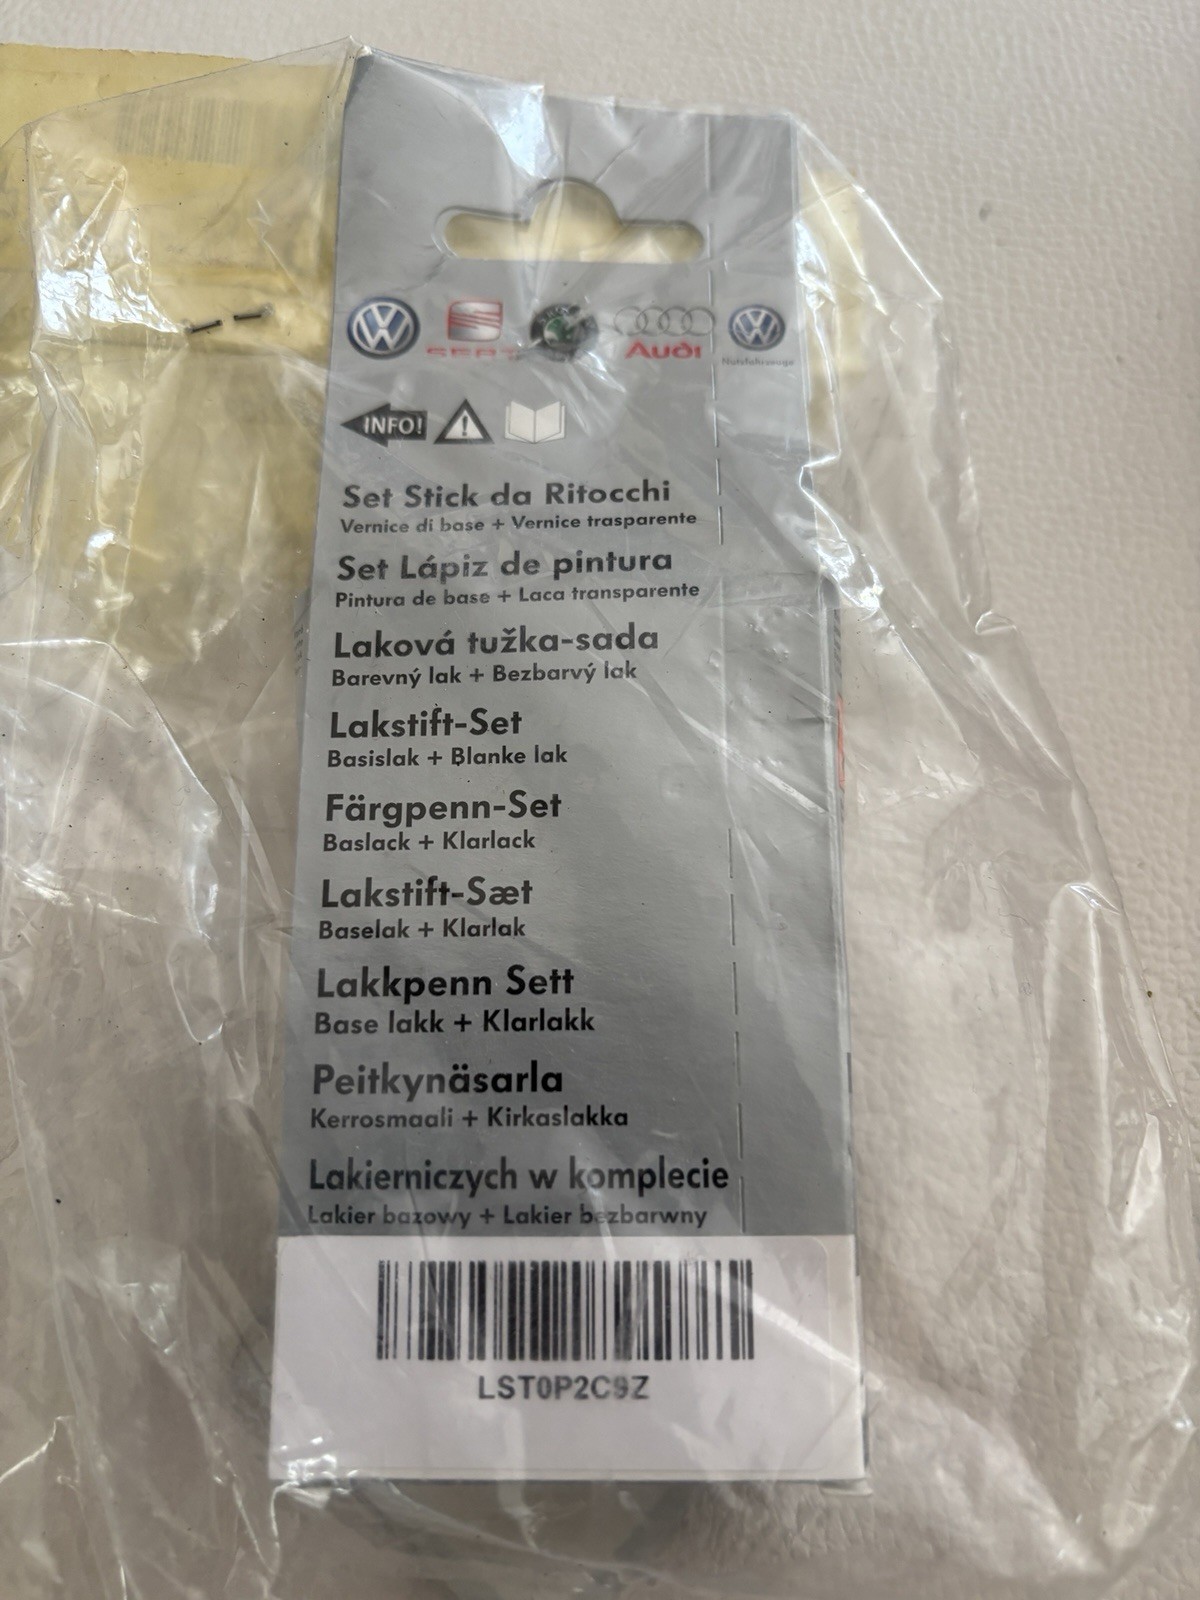 SEAT
Audi
Nutzfahrzeuge
INFO!
Set Stick da Ritocchi
Vernice di base + Vernice trasparente
Set Lápiz de pintura
Pintura de base + Laca transparente
Laková tužka-sada
Barevný lak + Bezbarvý lak
Lakstift-Set
Basislak + Blanke lak
Färgpenn-Set
Baslack + Klarlack
Lakstift-Sæt
Baselak + Klarlak
Lakkpenn Sett
Base lakk + Klarlakk
Peitkynäsarla
Kerrosmaali + Kirkaslakka
Lakierniczych w komplecie
Lakier bazowy + Lakier bezbarwny
LST0P2C9Z